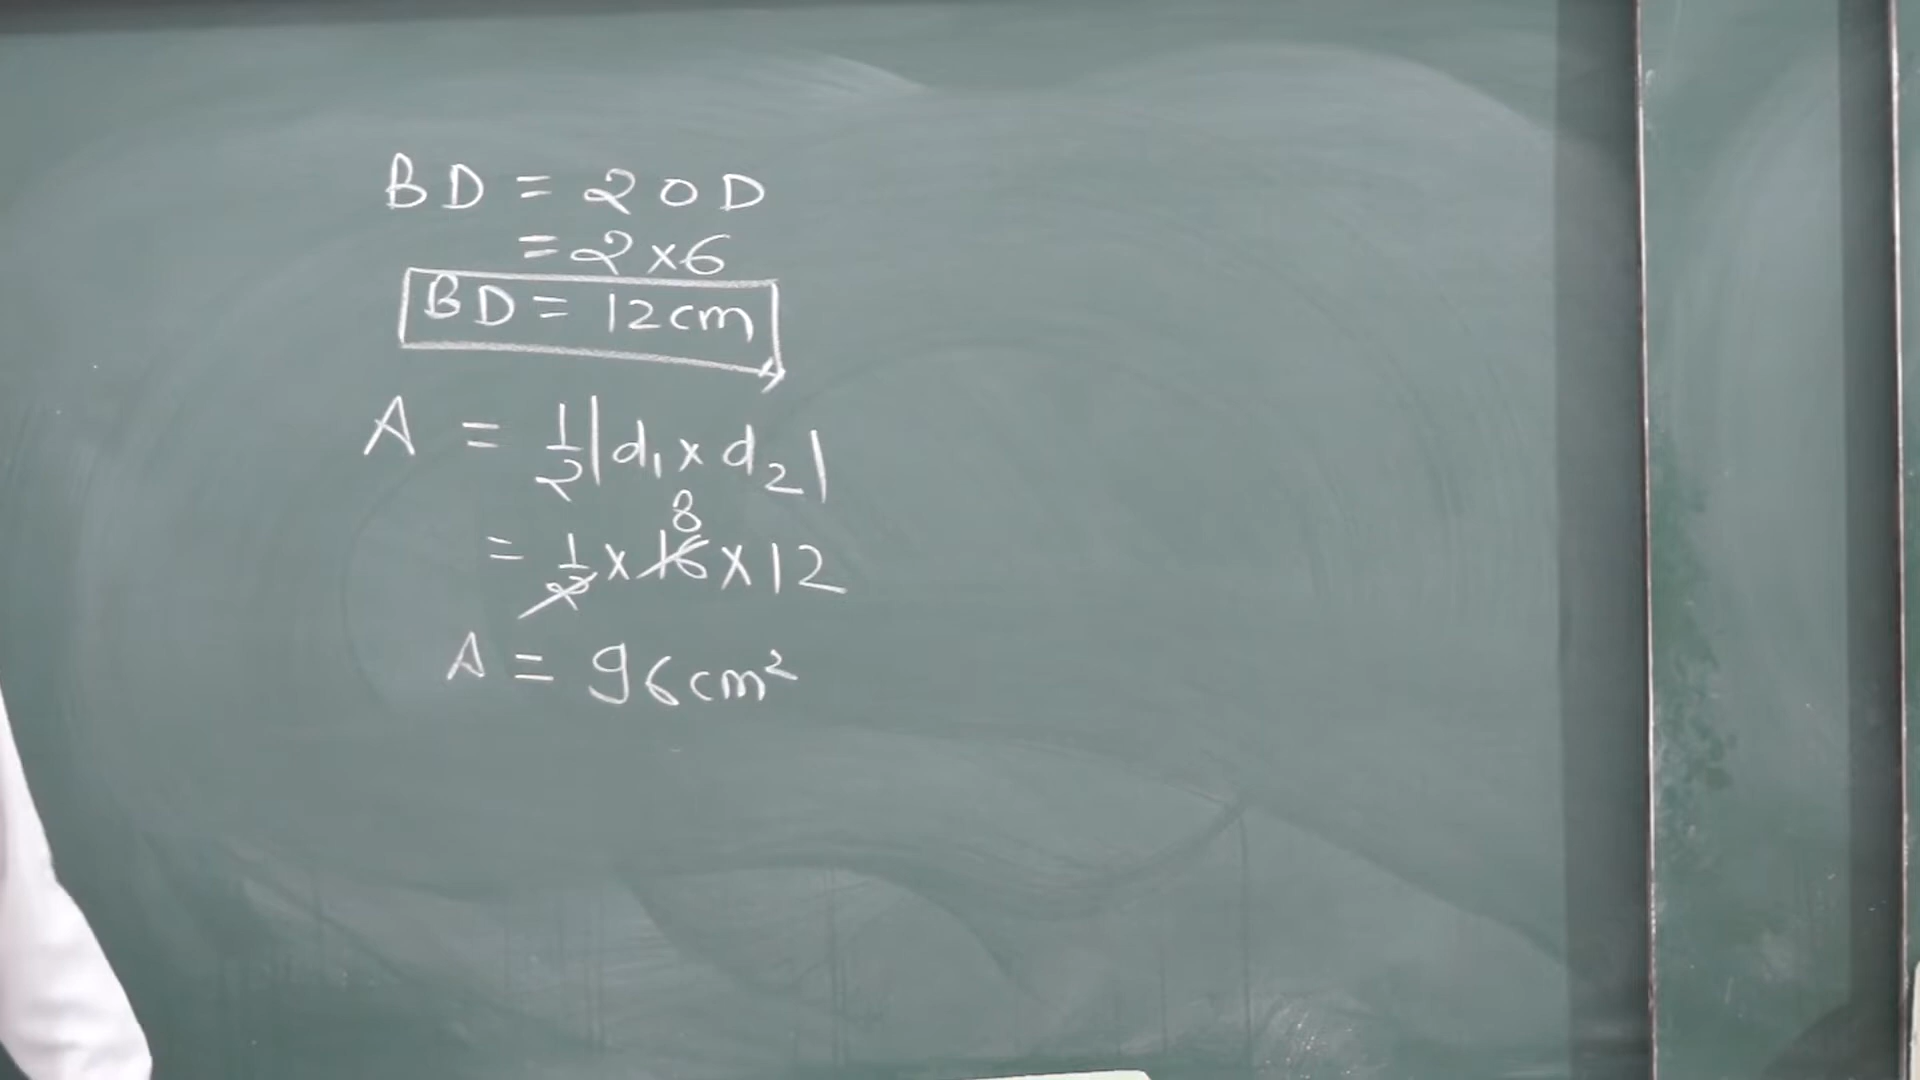 BD = 2OD
= 2×6
BD = 12cm
A = 1/2|d₁×d₂|
8
= 1/2×16×12
A = 96cm²